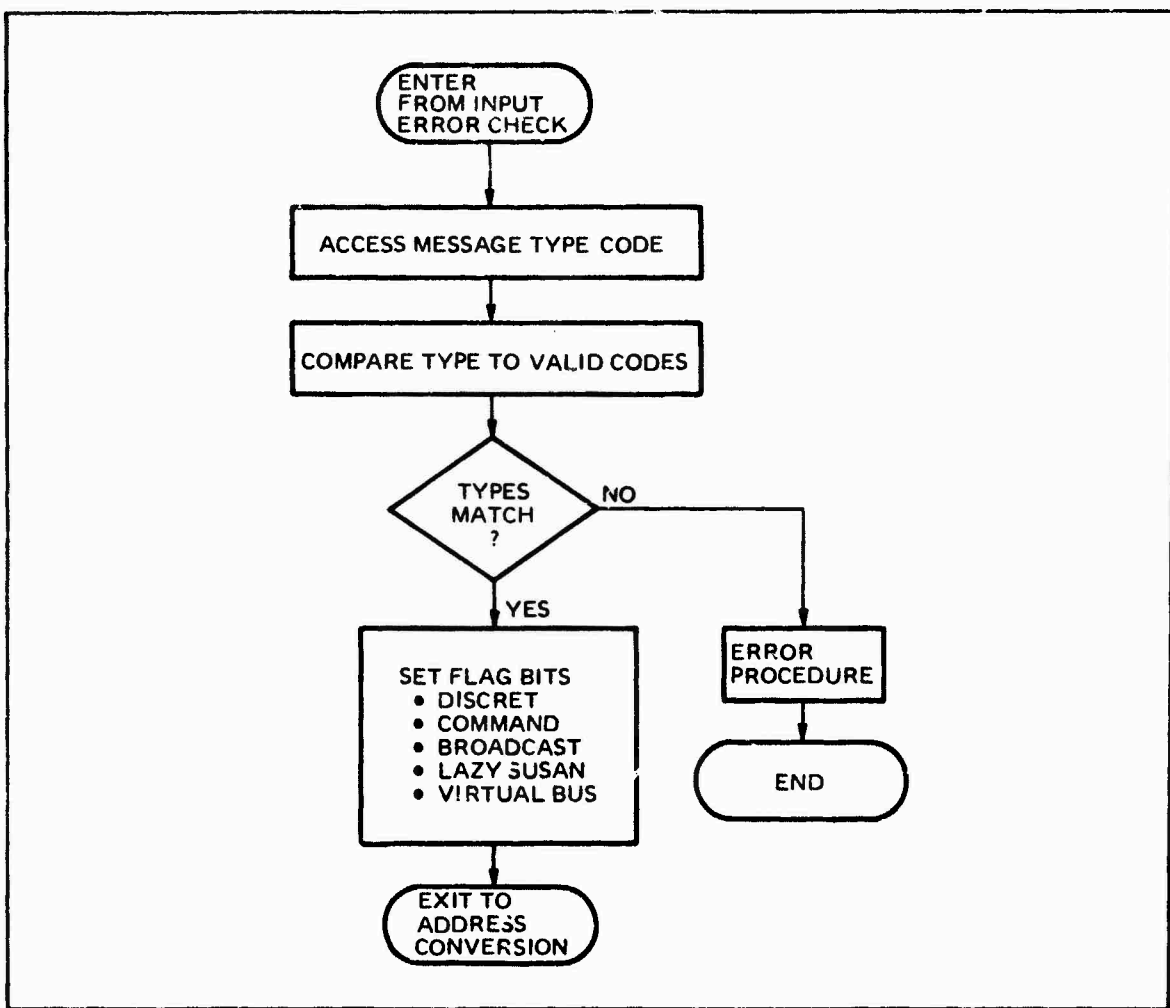 ENTER
FROM INPUT
ERROR CHECK
ACCESS MESSAGE TYPE CODE
COMPARE TYPE TO VALID CODES
TYPES
MATCH
?
NO
YES
SET FLAG BITS
• DISCRET
• COMMAND
• BROADCAST
• LAZY SUSAN
• VIRTUAL BUS
ERROR
PROCEDURE
END
EXIT TO
ADDRESS
CONVERSION